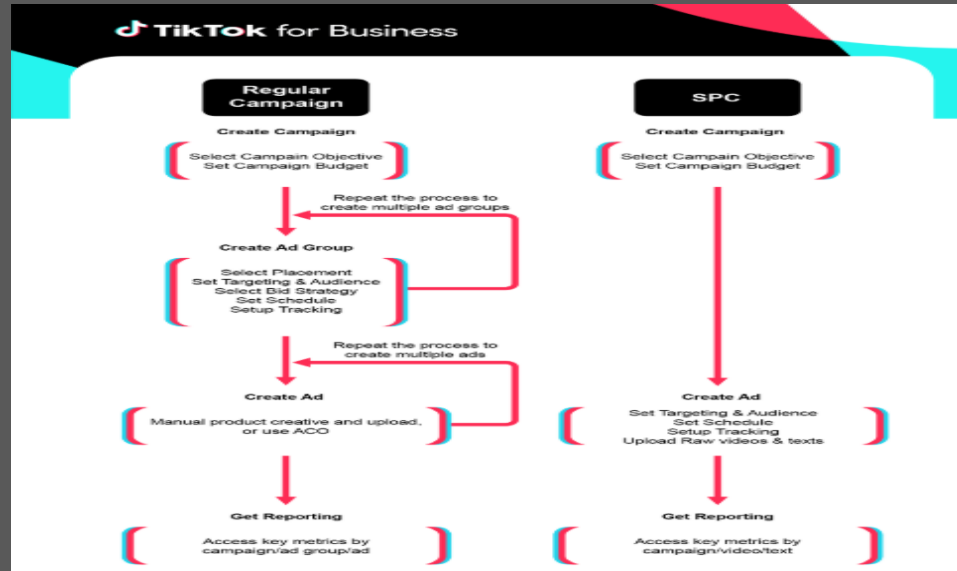 TikTok for Business
Regular
Campaign
Create Campaign
Select Campain Objective
Set Campaign Budget
Repeat the process to
create multiple ad groups
Create Ad Group
Select Placement
Set Targeting & Audience
Select Bid Strategy
Set Schedule
Setup Tracking
Repeat the process to
create multiple ads
Create Ad
Manual product creative and upload,
or use ACO
Get Reporting
Access key metrics by
campaign/ad group/ad
SPC
Create Campaign
Select Campain Objective
Set Campaign Budget
Create Ad
Set Targeting & Audience
Set Schedule
Setup Tracking
Upload Raw videos & texts
Get Reporting
Access key metrics by
campaign/video/text